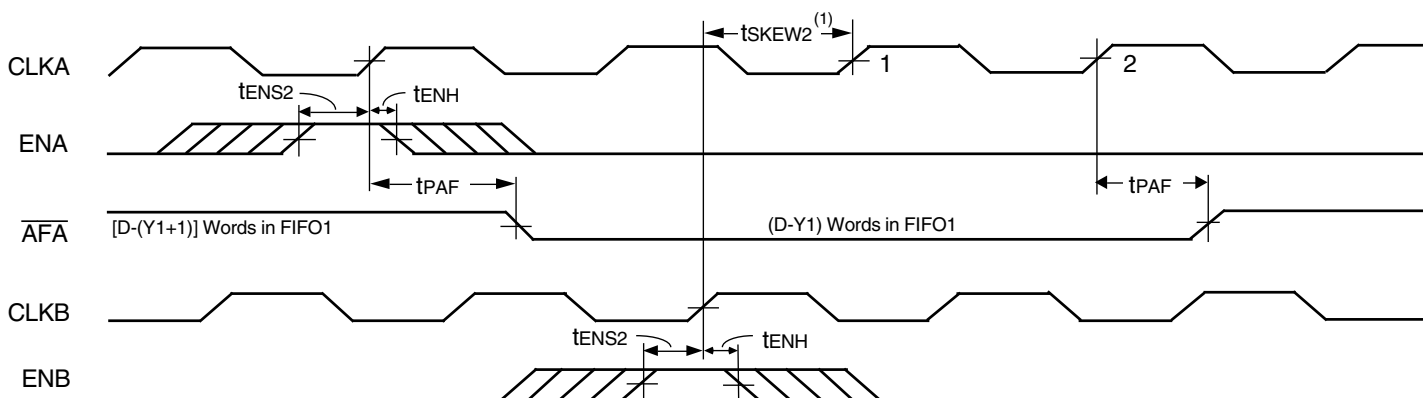 tSKEW2 (1)
CLKA
1
2
tENS2
tENH
ENA
tPAF
tPAF
AFA
[D-(Y1+1)] Words in FIFO1
(D-Y1) Words in FIFO1
CLKB
tENS2
tENH
ENB